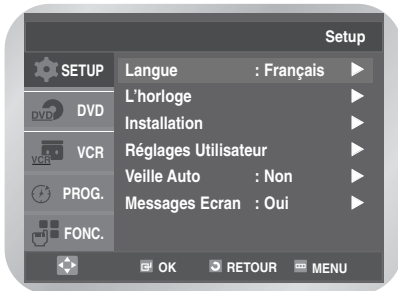 Setup
SETUP
Langue : Français
L'horloge
DVD DVD
Installation
VCR VCR
Réglages Utilisateur
Veille Auto : Non
PROG.
Messages Ecran : Oui
FONC.
OK RETOUR MENU